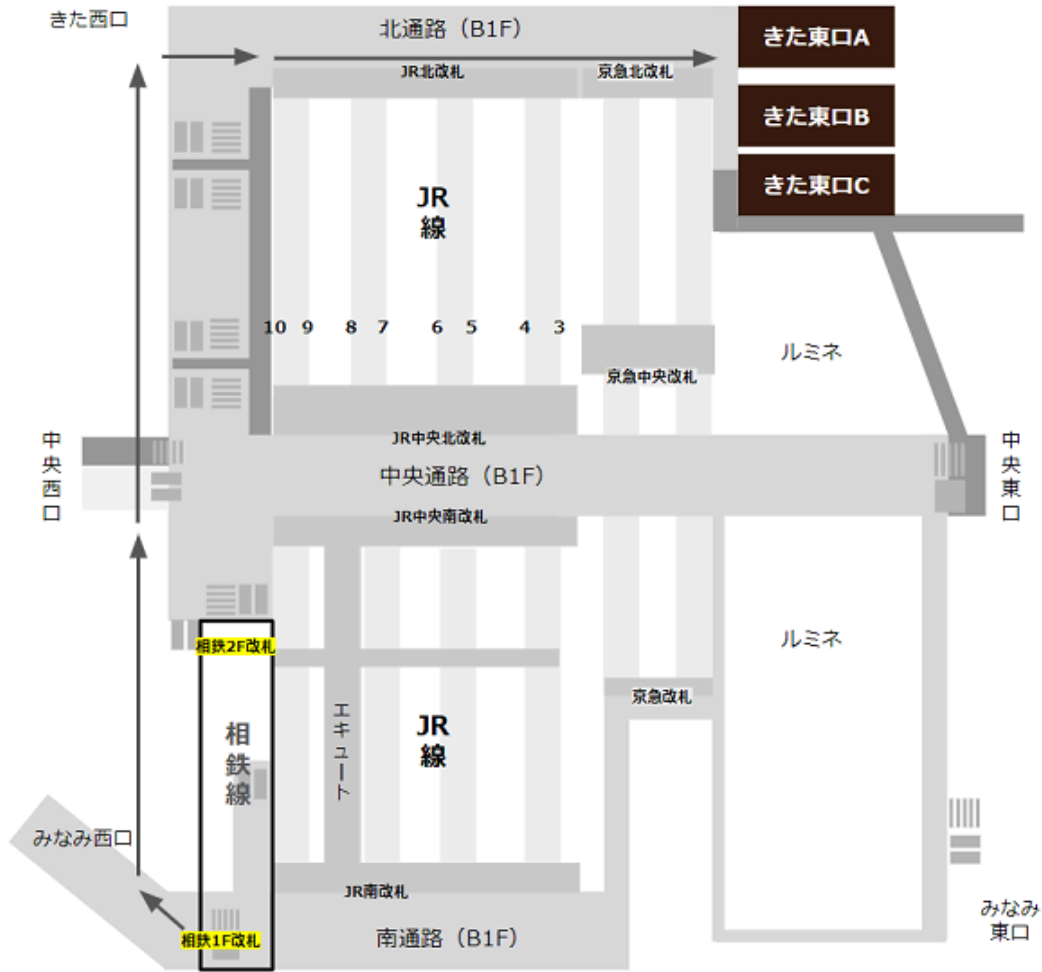 きた西口
北通路（B1F）
きた東口A
JR北改札
京急北改札
きた東口B
きた東口C
JR
線
10
9
8
7
6
5
4
3
ルミネ
京急中央改札
JR中央北改札
中央西口
中央通路（B1F）
中央東口
JR中央南改札
相鉄2F改札
ルミネ
京急改札
エキュート
相鉄線
JR
線
みなみ西口
JR南改札
相鉄1F改札
南通路（B1F）
みなみ
東口